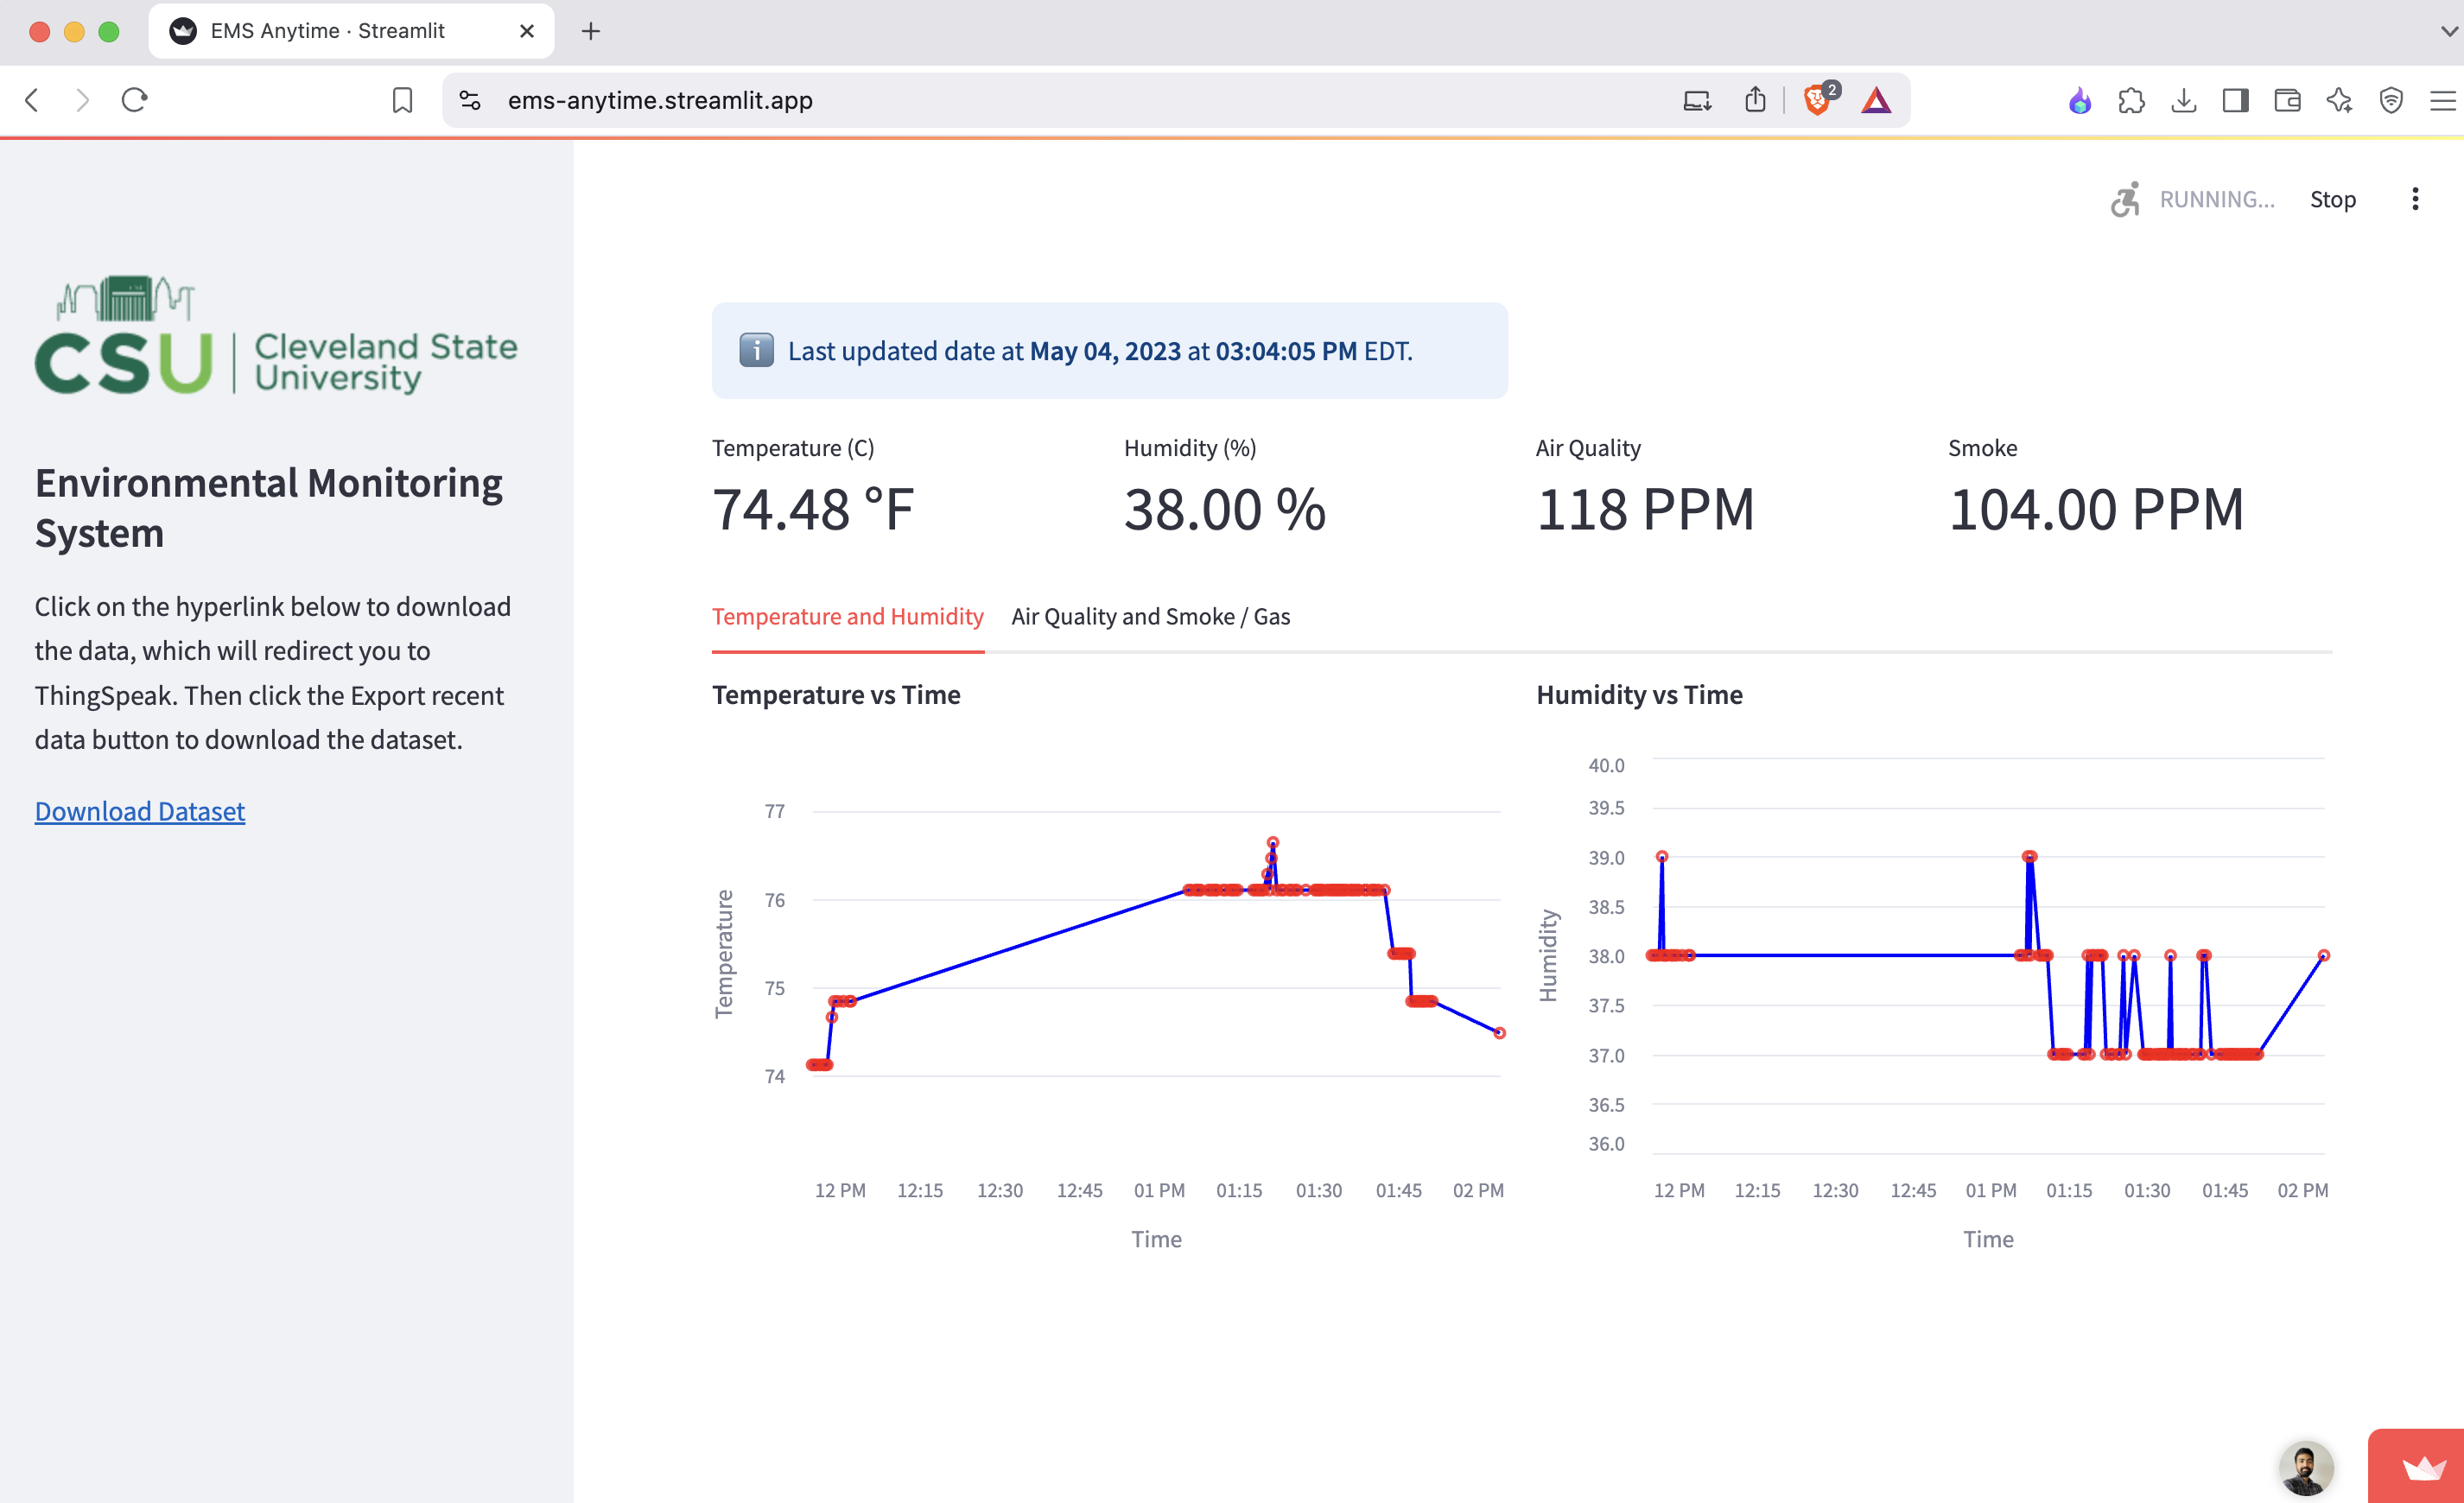 EMS Anytime · Streamlit
ems-anytime.streamlit.app
2
RUNNING...
Stop
CSU
Cleveland State
University
Environmental Monitoring
System
Click on the hyperlink below to download
the data, which will redirect you to
ThingSpeak. Then click the Export recent
data button to download the dataset.
Download Dataset
i Last updated date at May 04, 2023 at 03:04:05 PM EDT.
Temperature (C)
74.48 °F
Humidity (%)
38.00 %
Air Quality
118 PPM
Smoke
104.00 PPM
Temperature and Humidity
Air Quality and Smoke / Gas
Temperature vs Time
77
76
75
74
Temperature
12 PM 12:15 12:30 12:45 01 PM 01:15 01:30 01:45 02 PM
Time
Humidity vs Time
40.0
39.5
39.0
38.5
38.0
37.5
37.0
36.5
36.0
Humidity
12 PM 12:15 12:30 12:45 01 PM 01:15 01:30 01:45 02 PM
Time